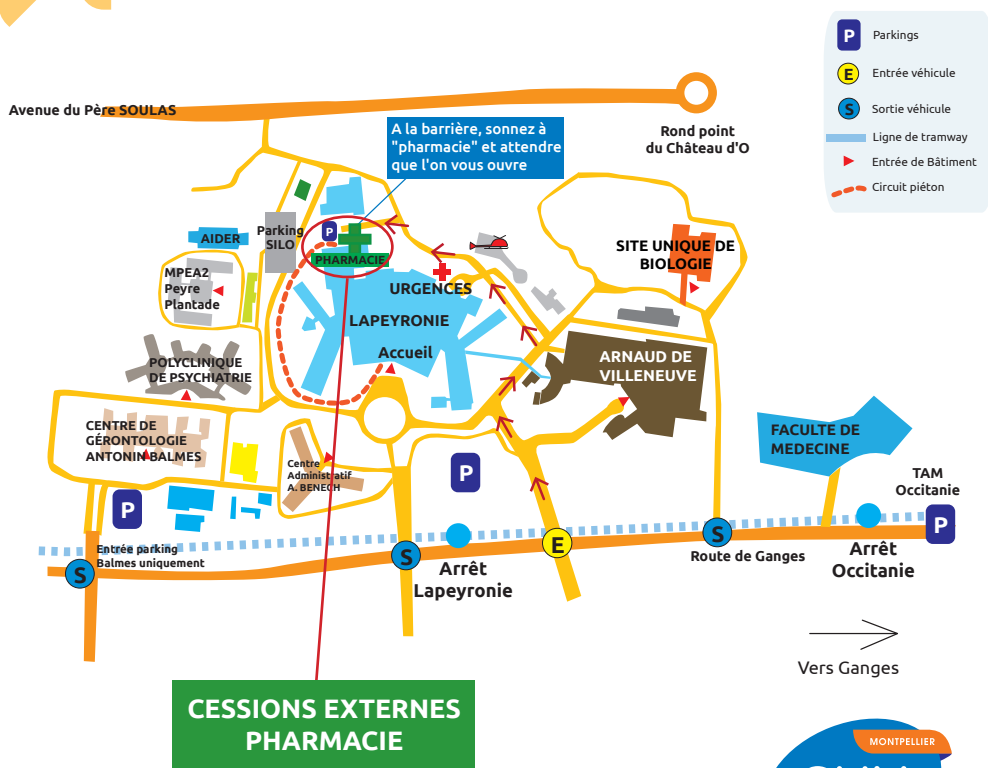 Avenue du Père SOULAS
Rond point
du Château d'O
P
Parkings
E
Entrée véhicule
S
Sortie véhicule
Ligne de tramway
Entrée de Bâtiment
Circuit piéton
A la barrière, sonnez à
"pharmacie" et attendre
que l'on vous ouvre
AIDER
Parking
SILO
P
PHARMACIE
SITE UNIQUE DE
BIOLOGIE
MPEA2
Peyre
Plantade
URGENCES
LAPEYRONIE
Accueil
POLYCLINIQUE
DE PSYCHIATRIE
ARNAUD DE
VILLENEUVE
CENTRE DE
GÉRONTOLOGIE
ANTONIN BALMES
Centre
Administratif
A. BENECH
P
P
FACULTE DE
MEDECINE
TAM
Occitanie
P
Entrée parking
Balmes uniquement
S
S
E
S
Route de Ganges
Arrêt
Lapeyronie
Arrêt
Occitanie
Vers Ganges
CESSIONS EXTERNES
PHARMACIE
MONTPELLIER